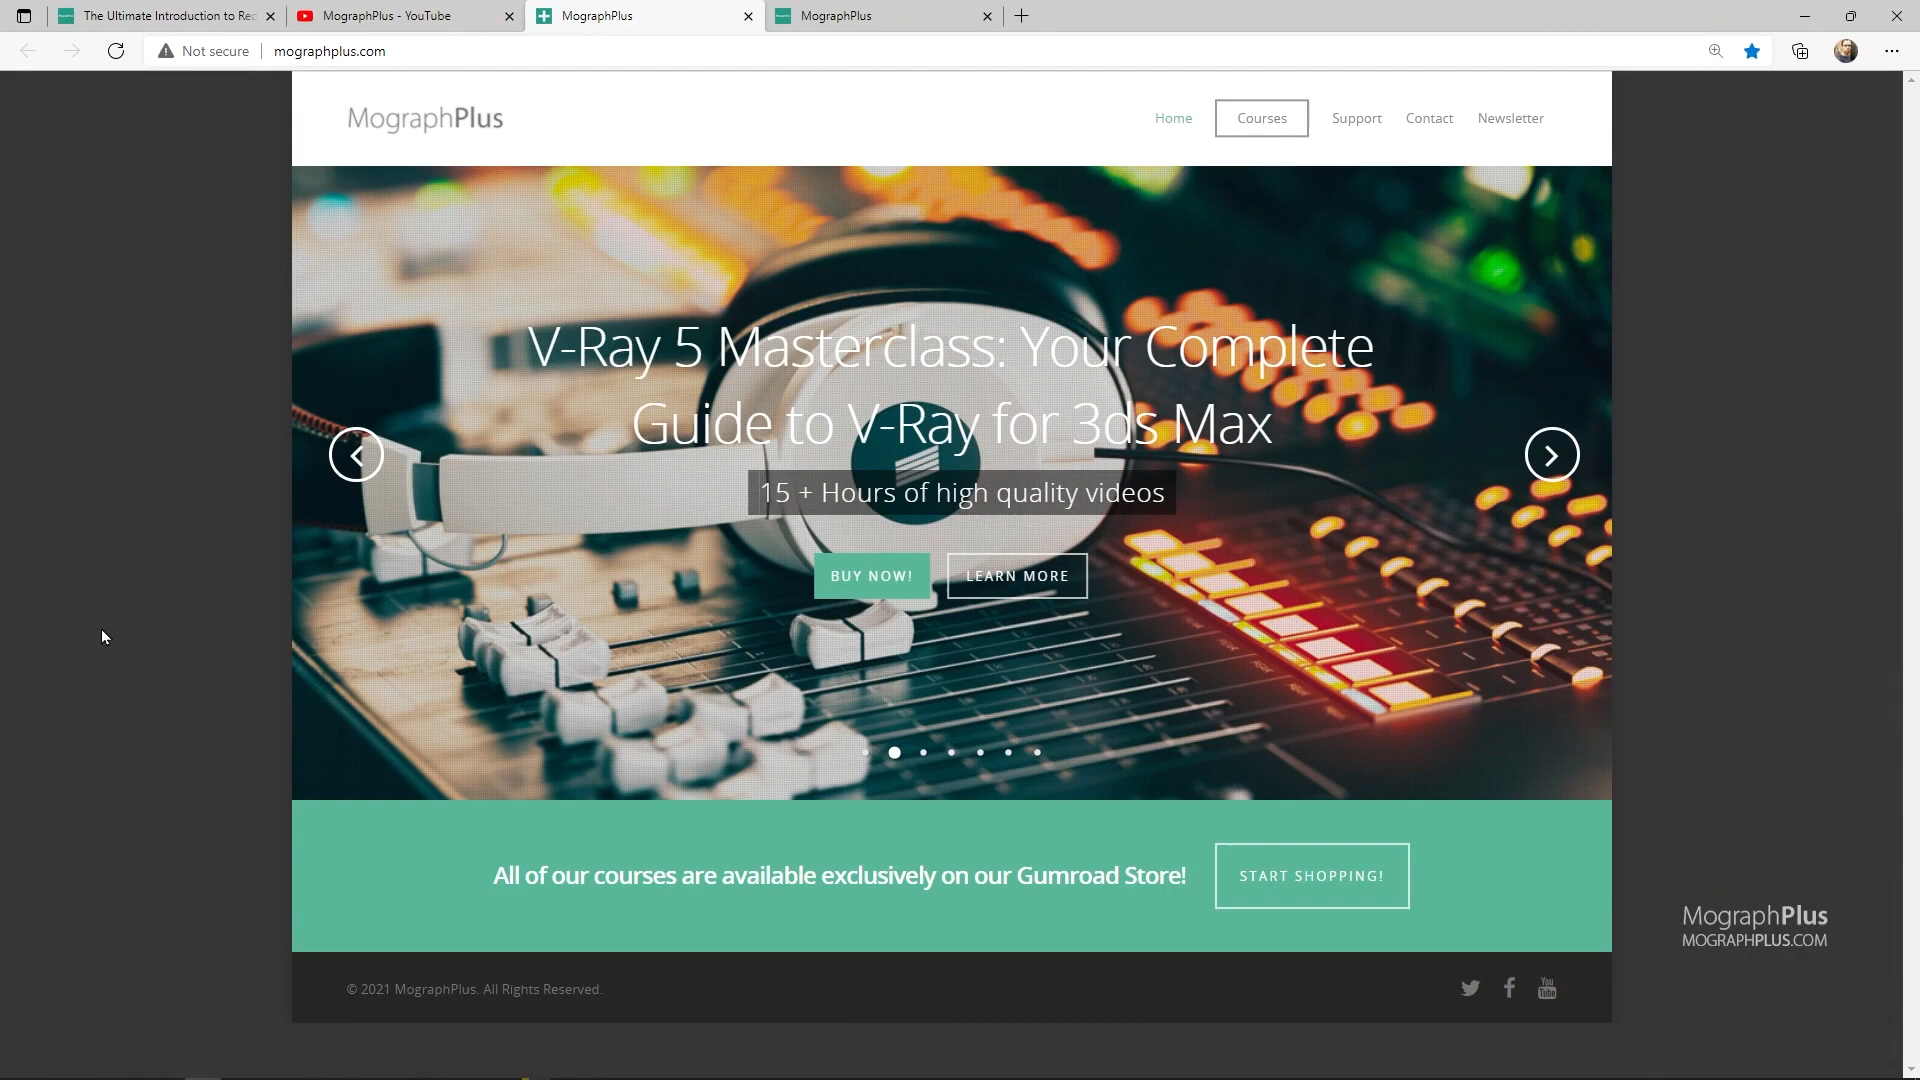 The Ultimate Introduction to Red
MographPlus - YouTube
MographPlus
MographPlus
Not secure
mographplus.com
MographPlus
Home
Courses
Support
Contact
Newsletter
V-Ray 5 Masterclass: Your Complete
Guide to V-Ray for 3ds Max
15 + Hours of high quality videos
BUY NOW!
LEARN MORE
All of our courses are available exclusively on our Gumroad Store!
START SHOPPING!
MographPlus
MOGRAPHPLUS.COM
© 2021 MographPlus. All Rights Reserved.
You
Tube